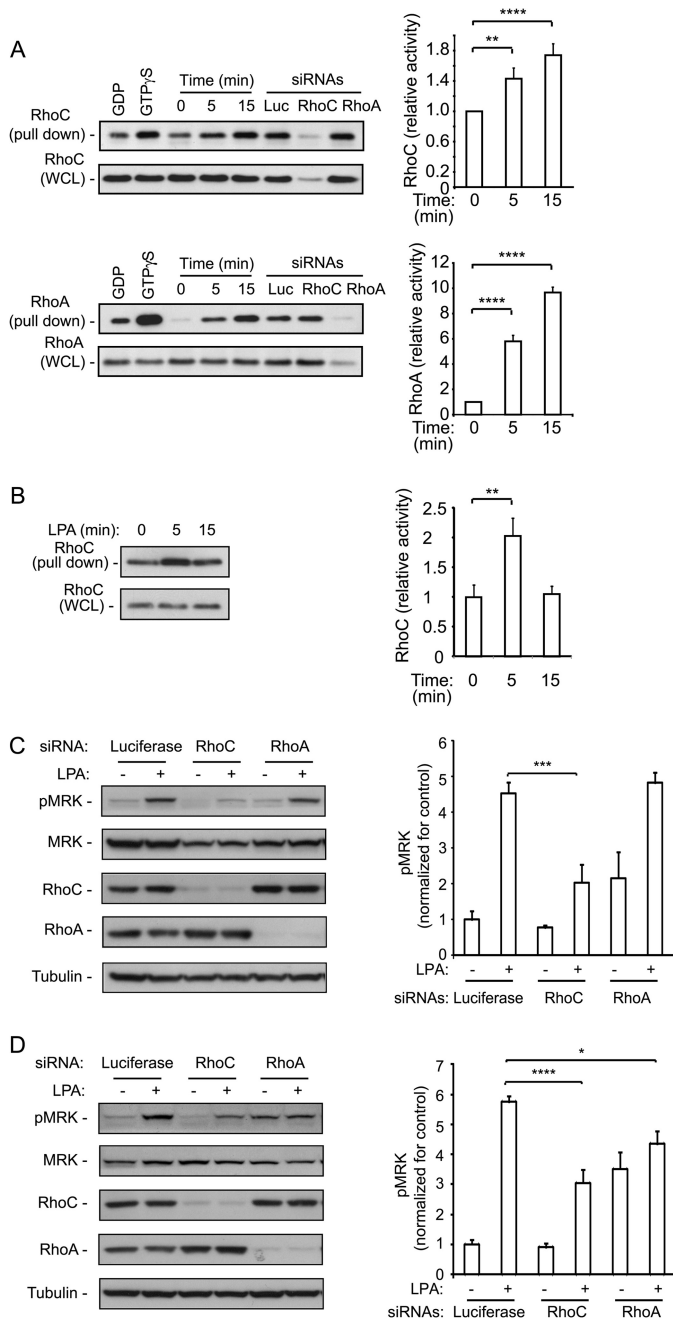 A
GDP
GTPγS
Time (min)
siRNAs
0 5 15 Luc RhoC RhoA
RhoC
(pull down) -
RhoC
(WCL) -
RhoC (relative activity)
1.8
1.4
1.0
0.6
0.2
0
**
****
Time:
(min)
0 5 15
GDP
GTPγS
Time (min)
siRNAs
0 5 15 Luc RhoC RhoA
RhoA
(pull down) -
RhoA
(WCL) -
RhoA (relative activity)
12
10
8
6
4
2
0
****
****
Time:
(min)
0 5 15
B
LPA (min): 0 5 15
RhoC
(pull down) -
RhoC
(WCL) -
RhoC (relative activity)
2.5
2
1.5
1
0.5
0
**
Time:
(min)
0 5 15
C
siRNA: Luciferase RhoC RhoA
LPA: - + - + - +
pMRK -
MRK -
RhoC -
RhoA -
Tubulin -
pMRK
(normalized for control)
6
5
4
2
1
0
***
LPA: - + - + - +
siRNAs: Luciferase RhoC RhoA
D
siRNA: Luciferase RhoC RhoA
LPA: - + - + - +
pMRK -
MRK -
RhoC -
RhoA -
Tubulin -
pMRK
(normalized for control)
7
6
5
4
3
2
1
0
*
****
LPA: - + - + - +
siRNAs: Luciferase RhoC RhoA